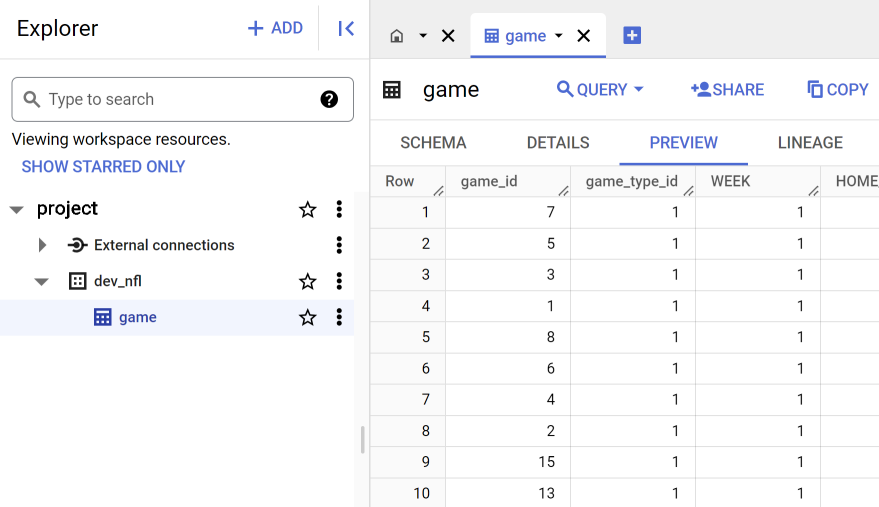 Explorer
+ ADD
Type to search
Viewing workspace resources.
SHOW STARRED ONLY
project
External connections
dev_nfl
game
game
game
QUERY
SHARE
COPY
SCHEMA DETAILS PREVIEW LINEAGE
Row game_id game_type_id WEEK HOME_
1 7 1 1
2 5 1 1
3 3 1 1
4 1 1 1
5 8 1 1
6 6 1 1
7 4 1 1
8 2 1 1
9 15 1 1
10 13 1 1